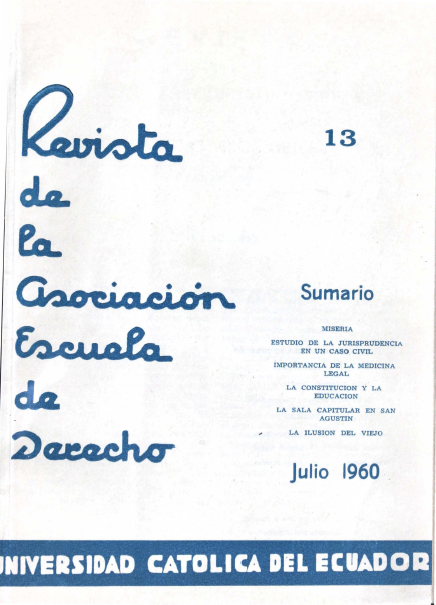 Revista
de
la
Asociación
Escuela
de
Derecho
13
Sumario
MISERIA
ESTUDIO DE LA JURISPRUDENCIA
EN UN CASO CIVIL
IMPORTANCIA DE LA MEDICINA
LEGAL
LA CONSTITUCION Y LA
EDUCACION
LA SALA CAPITULAR EN SAN
AGUSTIN
LA ILUSION DEL VIEJO
Julio 1960
UNIVERSIDAD CATOLICA DEL ECUADOR